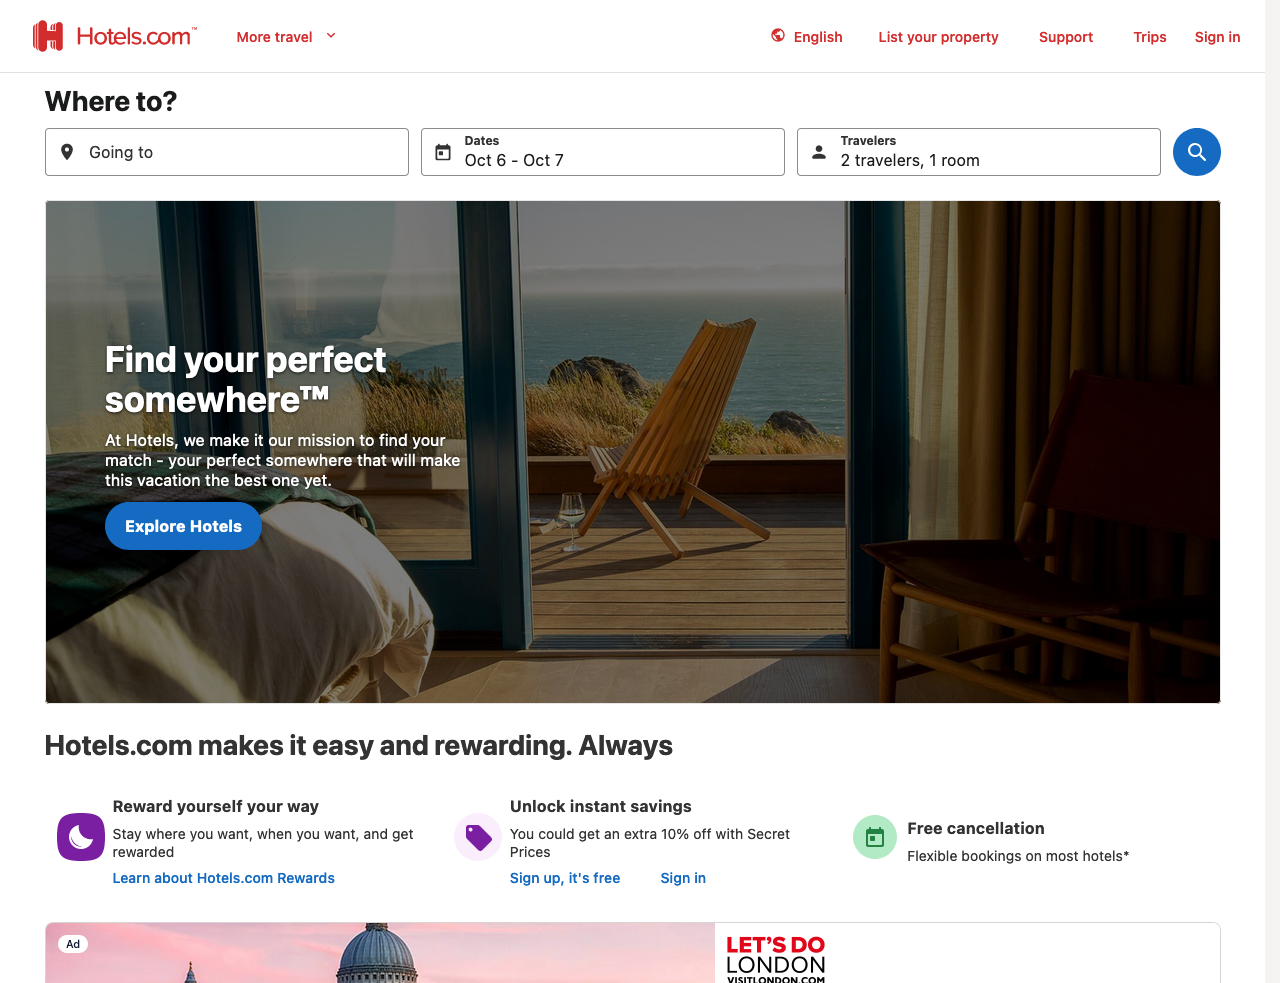 Hotels.com™
More travel
English
List your property
Support
Trips
Sign in
Where to?
Going to
Dates
Oct 6 - Oct 7
Travelers
2 travelers, 1 room
Find your perfect
somewhere™
At Hotels, we make it our mission to find your
match - your perfect somewhere that will make
this vacation the best one yet.
Explore Hotels
Hotels.com makes it easy and rewarding. Always
Reward yourself your way
Stay where you want, when you want, and get
rewarded
Learn about Hotels.com Rewards
Unlock instant savings
You could get an extra 10% off with Secret
Prices
Sign up, it's free
Sign in
Free cancellation
Flexible bookings on most hotels*
Ad
LET'S DO
LONDON
VISITLONDON.COM